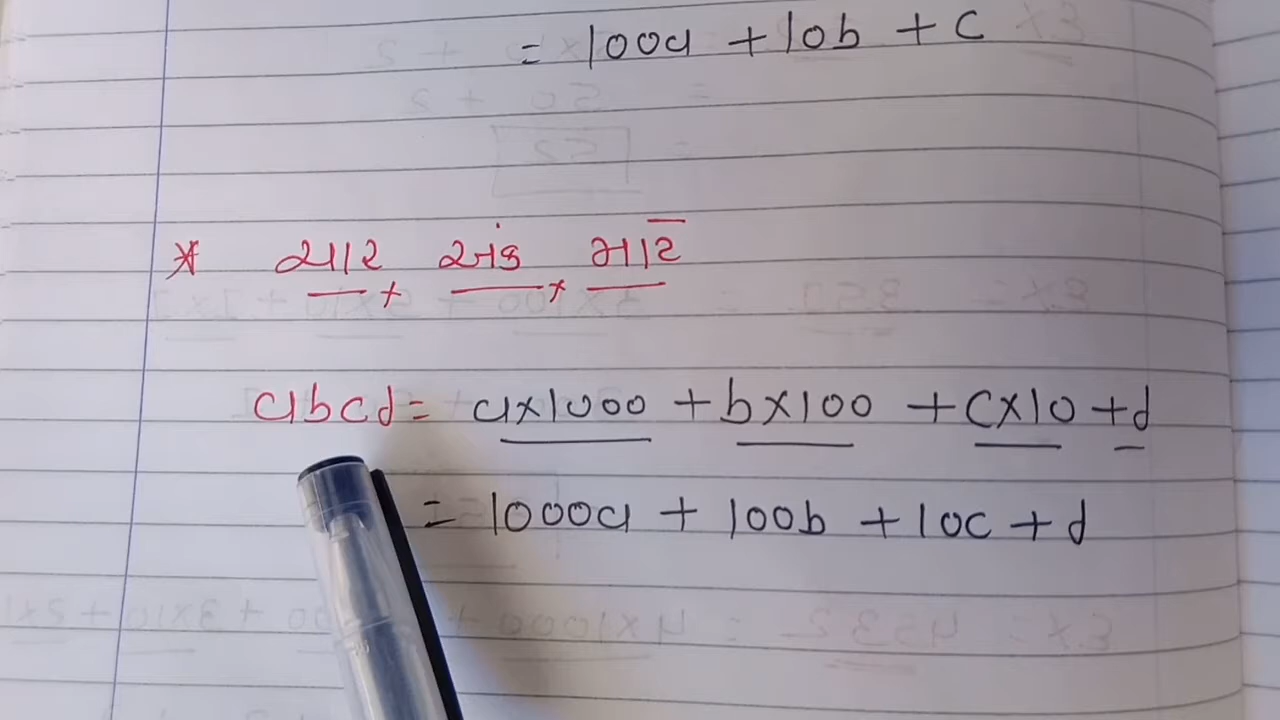 = 100a + 10b + c
* ચાર અંક માટે
abcd = a×1000 + b×100 + c×10 + d
= 1000a + 100b + 10c + d